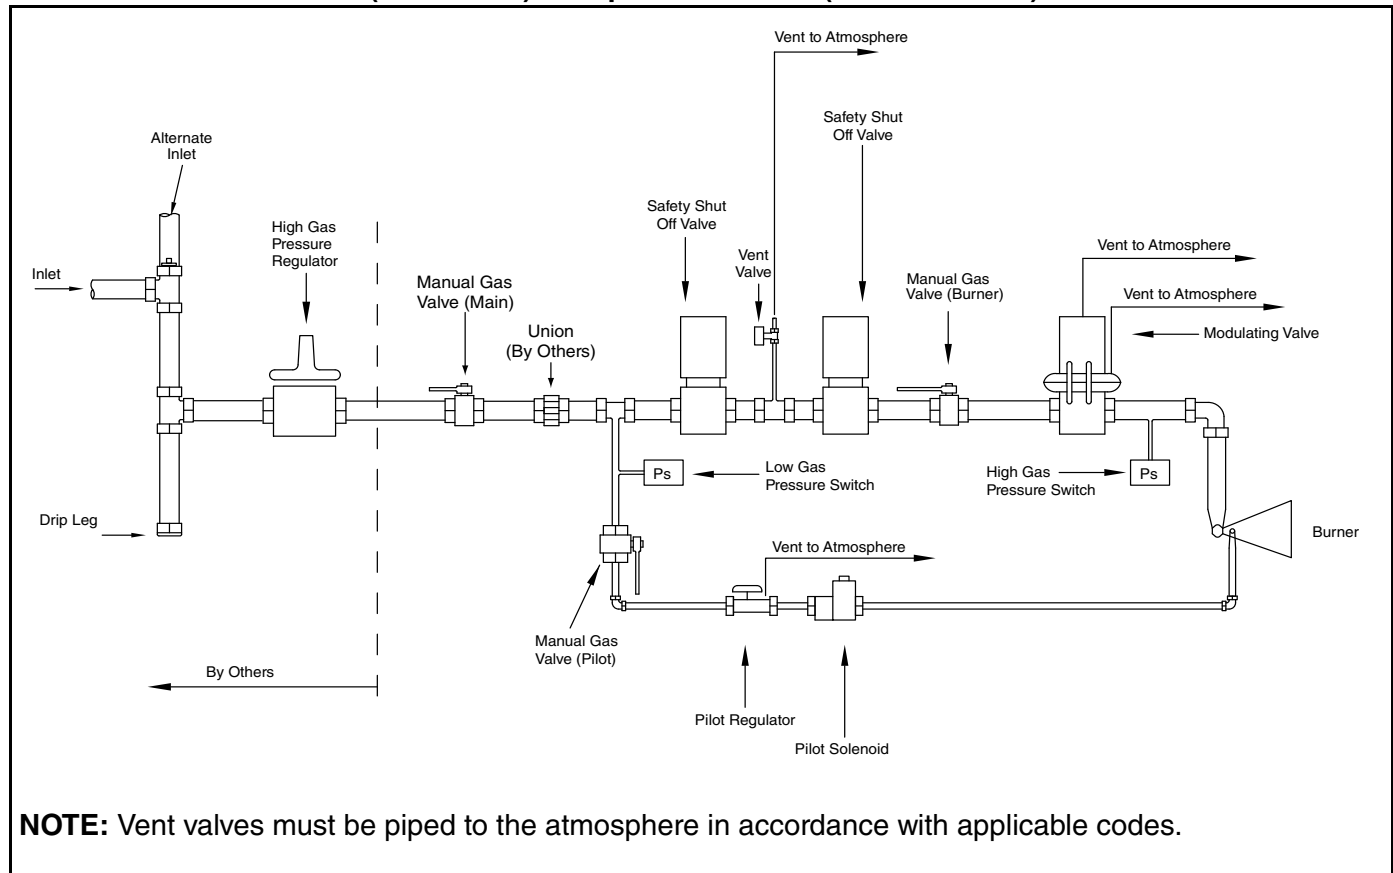 Vent to Atmosphere
Safety Shut
Off Valve
Alternate
Inlet
Safety Shut
Off Valve
High Gas
Pressure
Regulator
Vent
Valve
Vent to Atmosphere
Inlet
Manual Gas
Valve (Main)
Manual Gas
Valve (Burner)
Vent to Atmosphere
Union
(By Others)
Modulating Valve
Ps
Low Gas
Pressure Switch
High Gas
Pressure Switch
Ps
Drip Leg
Burner
Vent to Atmosphere
Manual Gas
Valve (Pilot)
By Others
Pilot Regulator
Pilot Solenoid
NOTE: Vent valves must be piped to the atmosphere in accordance with applicable codes.